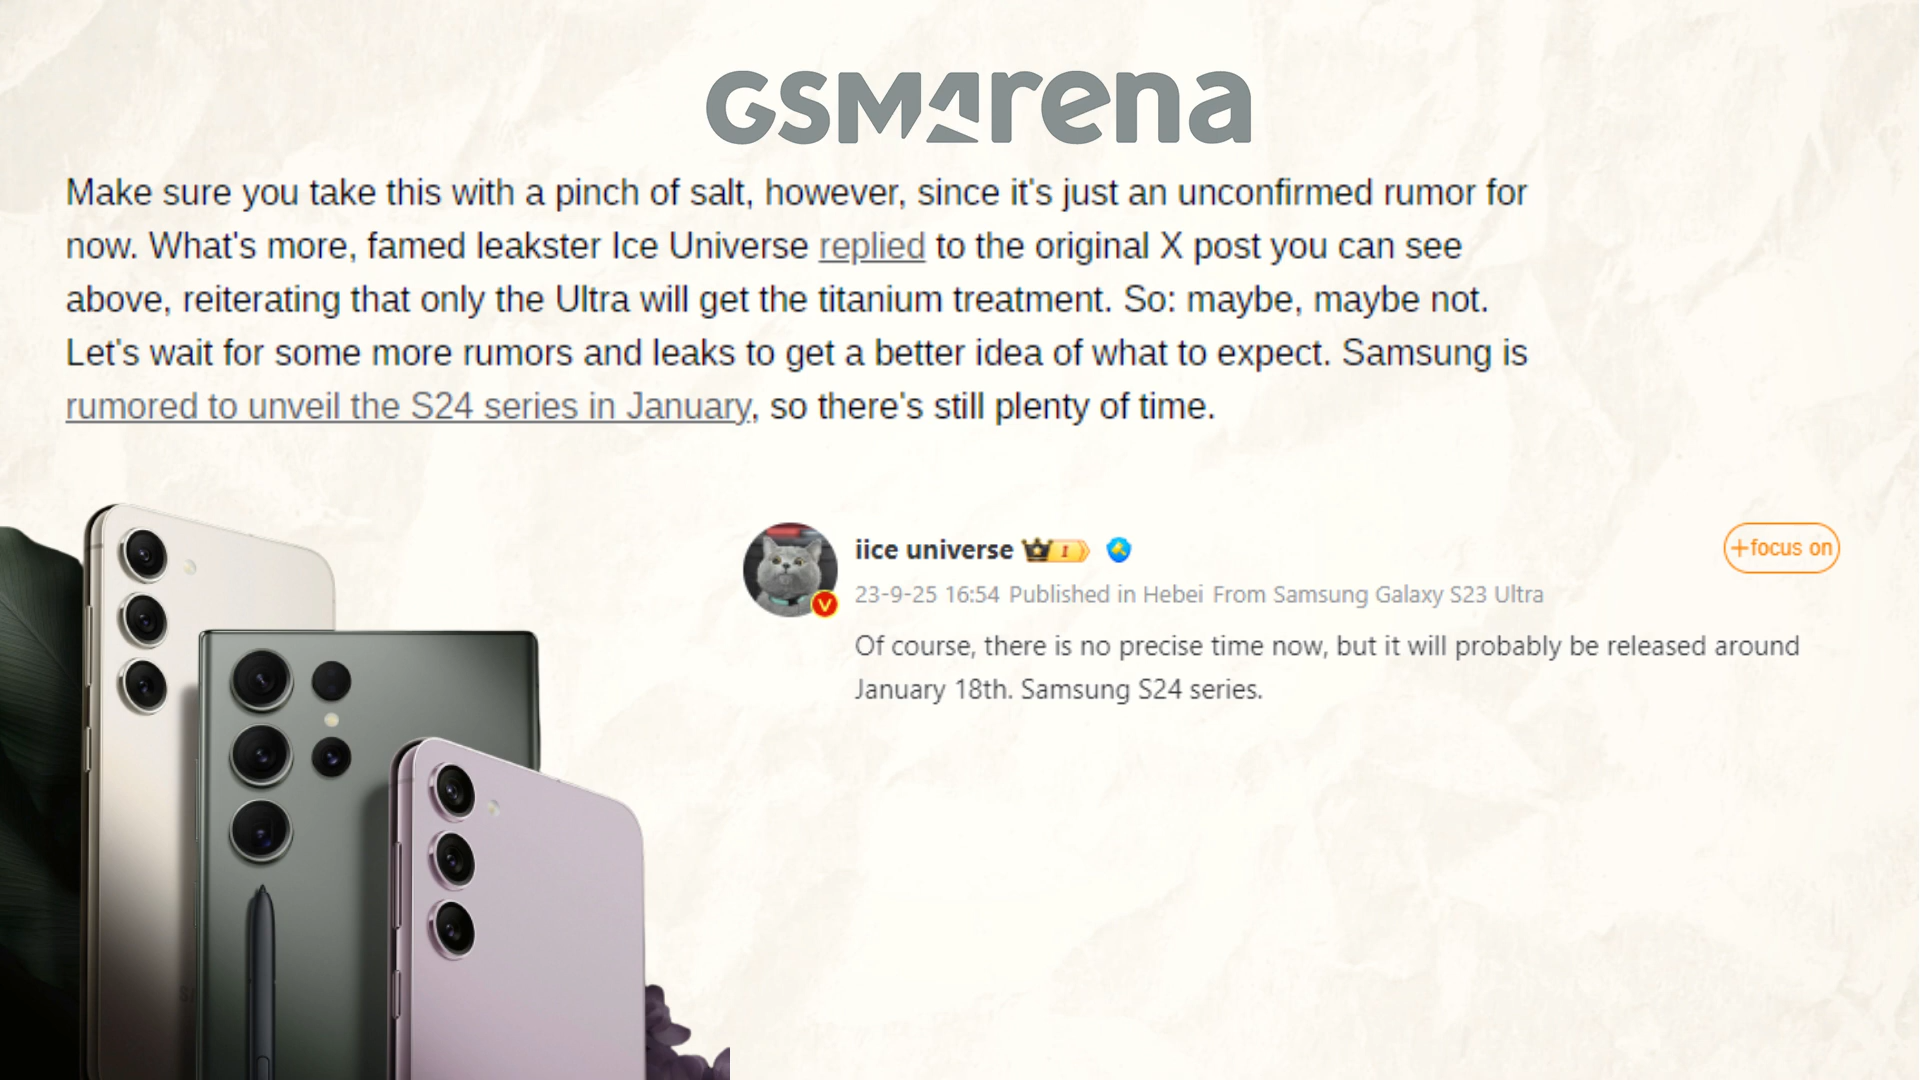 GSMArena
Make sure you take this with a pinch of salt, however, since it's just an unconfirmed rumor for
now. What's more, famed leakster Ice Universe replied to the original X post you can see
above, reiterating that only the Ultra will get the titanium treatment. So: maybe, maybe not.
Let's wait for some more rumors and leaks to get a better idea of what to expect. Samsung is
rumored to unveil the S24 series in January, so there's still plenty of time.
iice universe I
+focus on
V
23-9-25 16:54 Published in Hebei From Samsung Galaxy S23 Ultra
Of course, there is no precise time now, but it will probably be released around
January 18th. Samsung S24 series.